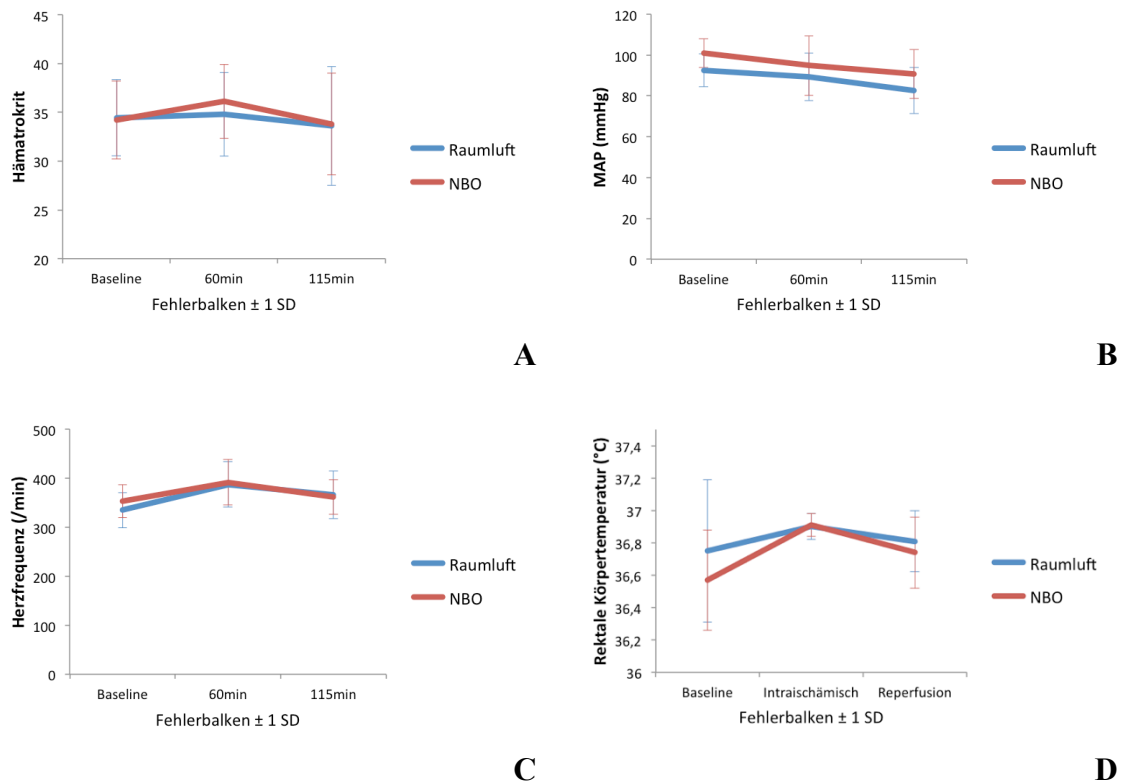 45
40
35
30
25
20
Hämatrokrit
Baseline 60min 115min
Fehlerbalken ± 1 SD
Raumluft
NBO
A
120
100
80
60
40
20
0
MAP (mmHg)
Baseline 60min 115min
Fehlerbalken ± 1 SD
Raumluft
NBO
B
500
400
300
200
100
0
Herzfrequenz (/min)
Baseline 60min 115min
Fehlerbalken ± 1 SD
Raumluft
NBO
C
37,4
37,2
37
36,8
36,6
36,4
36,2
36
Rektale Körpertemperatur (°C)
Baseline Intraischämisch Reperfusion
Fehlerbalken ± 1 SD
Raumluft
NBO
D